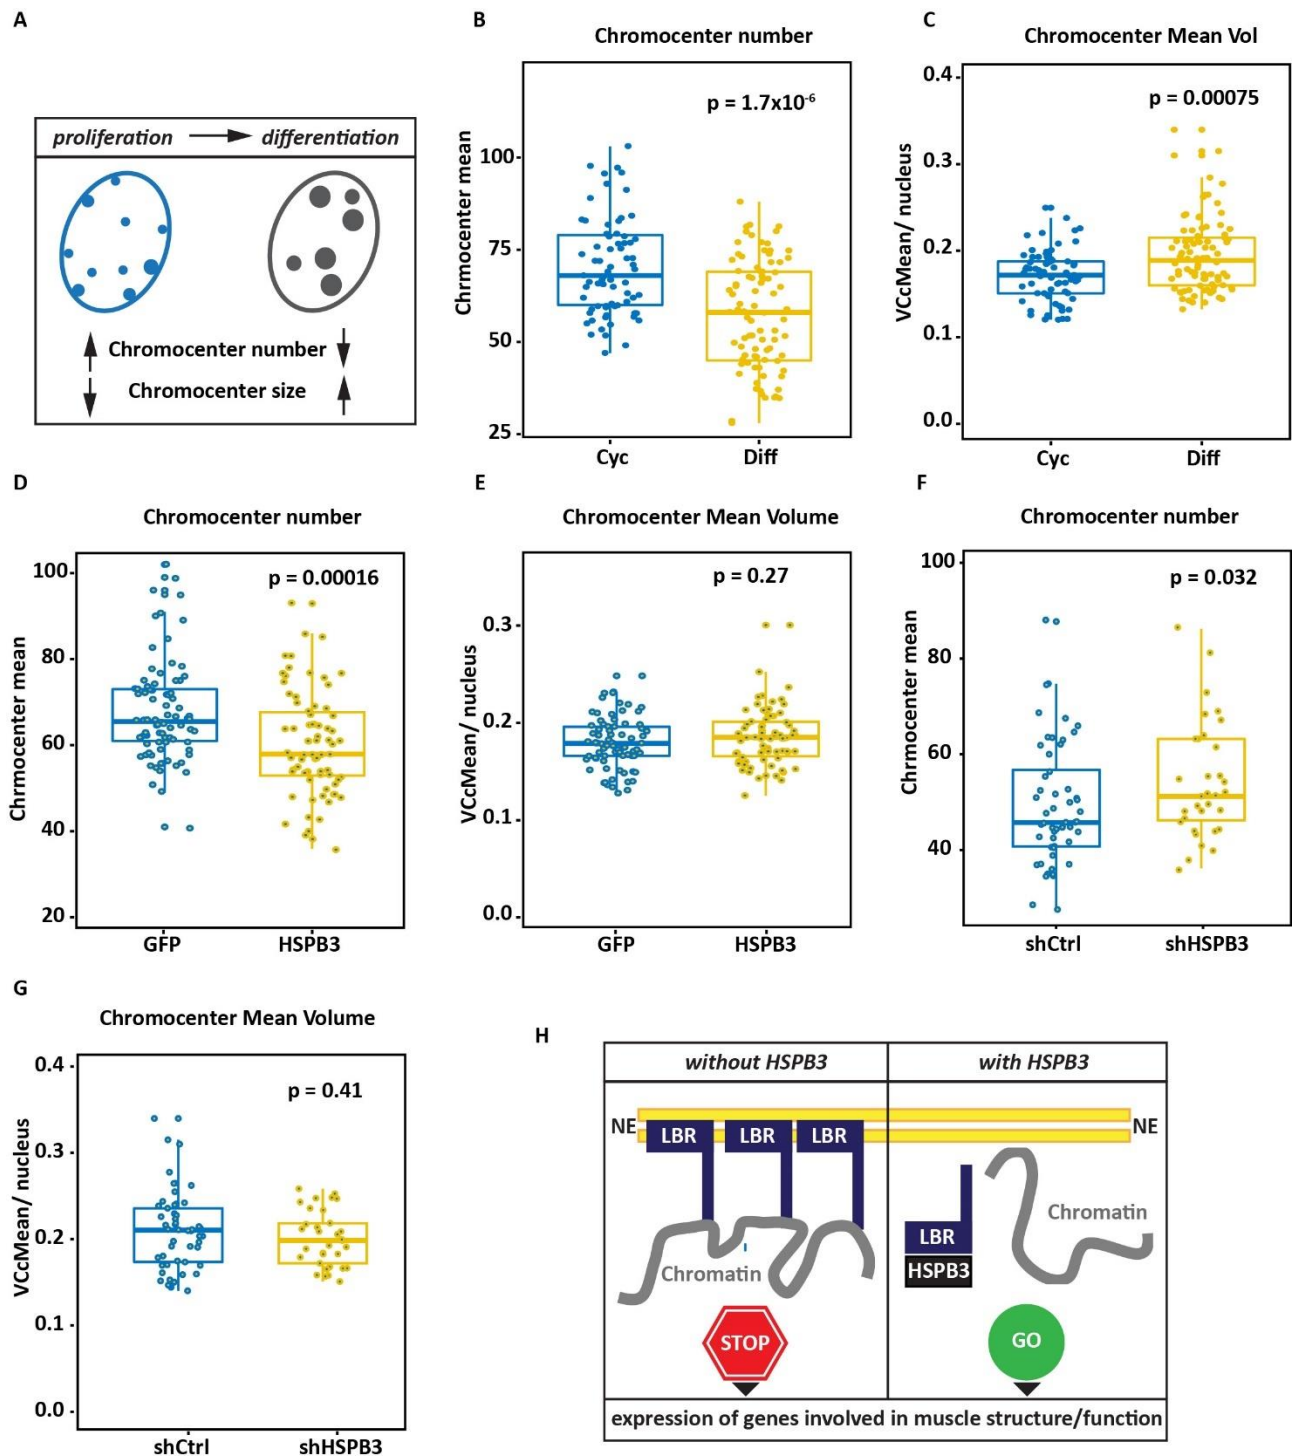 A
proliferation differentiation
Chromocenter number
Chromocenter size
B
Chromocenter number
p = 1.7x10⁻⁶
Chrmocenter mean
100
75
50
25
Cyc Diff
C
Chromocenter Mean Vol
p = 0.00075
VCcMean/ nucleus
0.4
0.3
0.2
0.1
0.0
Cyc Diff
D
Chromocenter number
p = 0.00016
Chrmocenter mean
100
80
60
40
20
GFP HSPB3
E
Chromocenter Mean Volume
p = 0.27
VCcMean/ nucleus
0.3
0.2
0.1
0.0
GFP HSPB3
F
Chromocenter number
p = 0.032
Chrmocenter mean
100
80
60
40
shCtrl shHSPB3
G
Chromocenter Mean Volume
p = 0.41
VCcMean/ nucleus
0.4
0.3
0.2
0.1
0.0
shCtrl shHSPB3
H
without HSPB3 with HSPB3
NE LBR LBR LBR NE
Chromatin
LBR
HSPB3
Chromatin
STOP GO
expression of genes involved in muscle structure/function